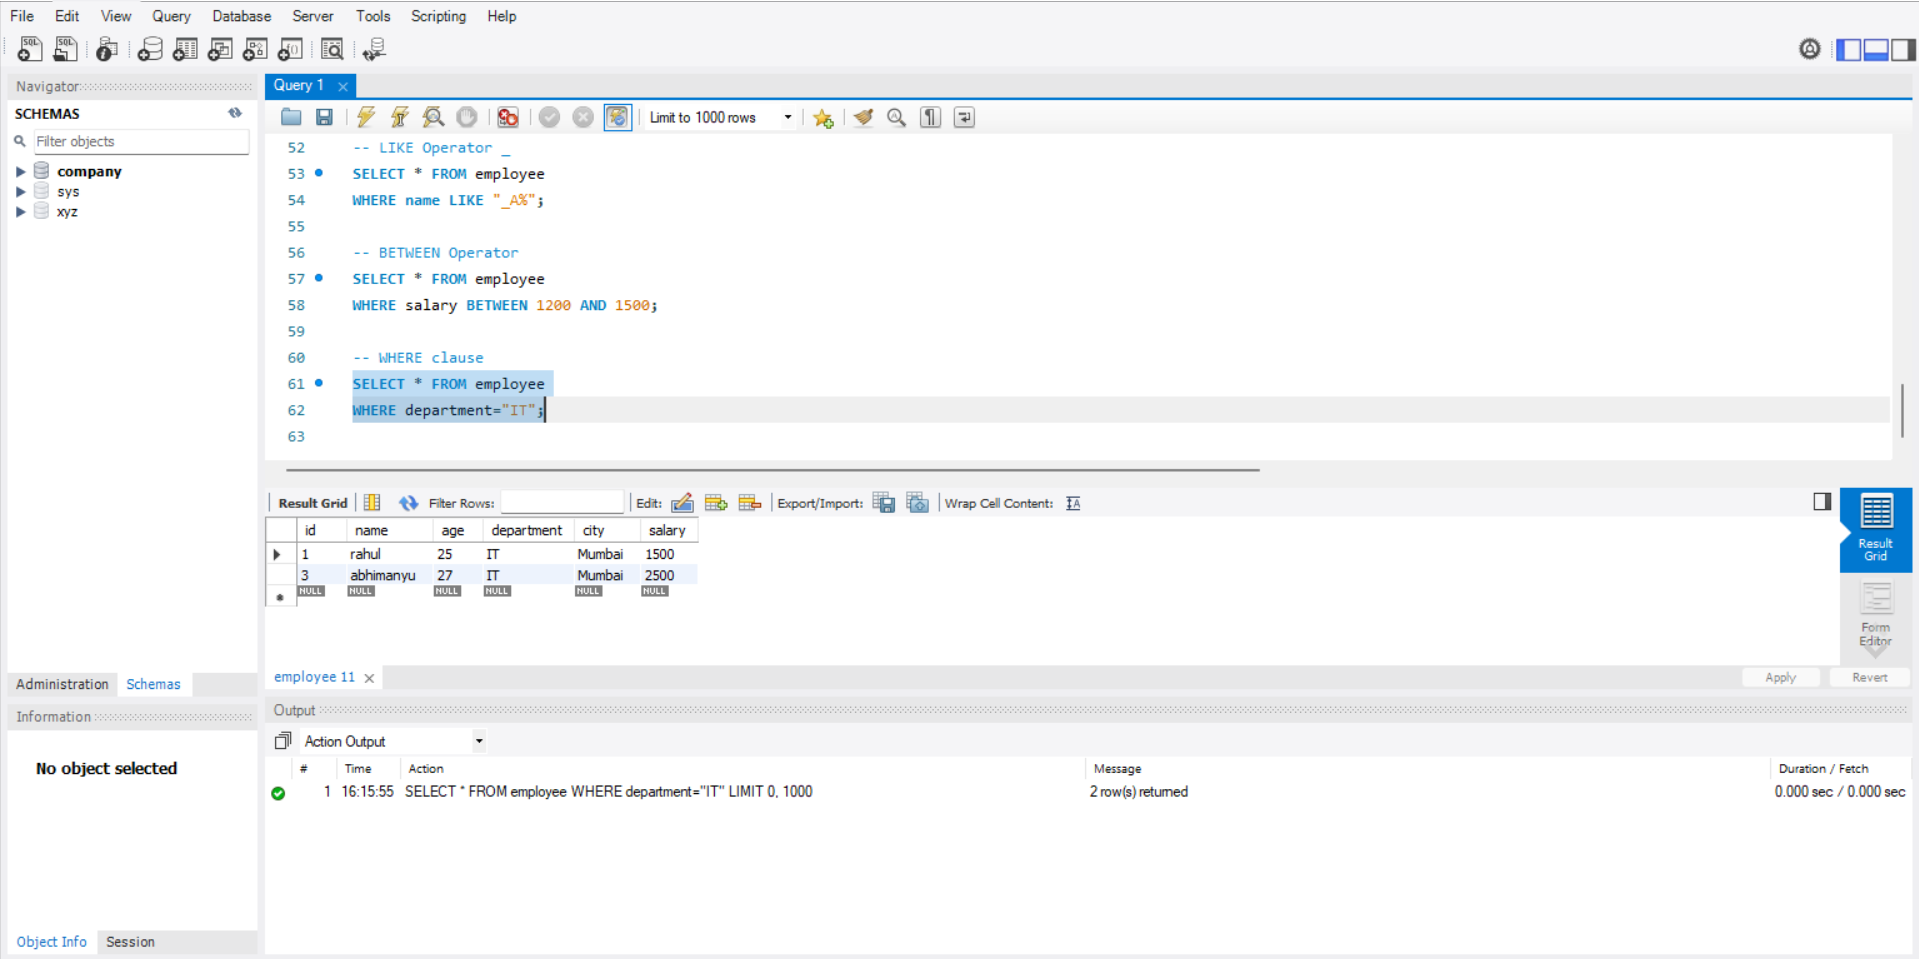 File Edit View Query Database Server Tools Scripting Help
Navigator
Query 1
SCHEMAS
Limit to 1000 rows
Filter objects
company
sys
xyz
52 -- LIKE Operator _
53 SELECT * FROM employee
54 WHERE name LIKE "_A%";
55
56 -- BETWEEN Operator
57 SELECT * FROM employee
58 WHERE salary BETWEEN 1200 AND 1500;
59
60 -- WHERE clause
61 SELECT * FROM employee
62 WHERE department="IT";
63
Result Grid Filter Rows: Edit: Export/Import: Wrap Cell Content:
id name age department city salary
1 rahul 25 IT Mumbai 1500
3 abhimanyu 27 IT Mumbai 2500
NULL NULL NULL NULL NULL NULL
Result
Grid
Form
Editor
Administration Schemas
employee 11
Apply Revert
Information
Output
Action Output
No object selected
# Time Action Message Duration / Fetch
1 16:15:55 SELECT * FROM employee WHERE department="IT" LIMIT 0, 1000 2 row(s) returned 0.000 sec / 0.000 sec
Object Info Session